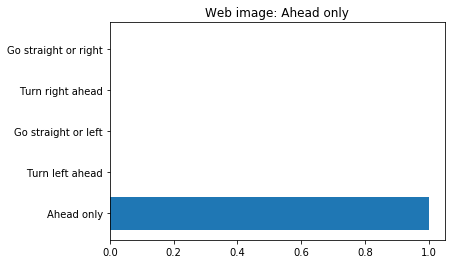 Web image: Ahead only
Go straight or right
Turn right ahead
Go straight or left
Turn left ahead
Ahead only
0.0 0.2 0.4 0.6 0.8 1.0